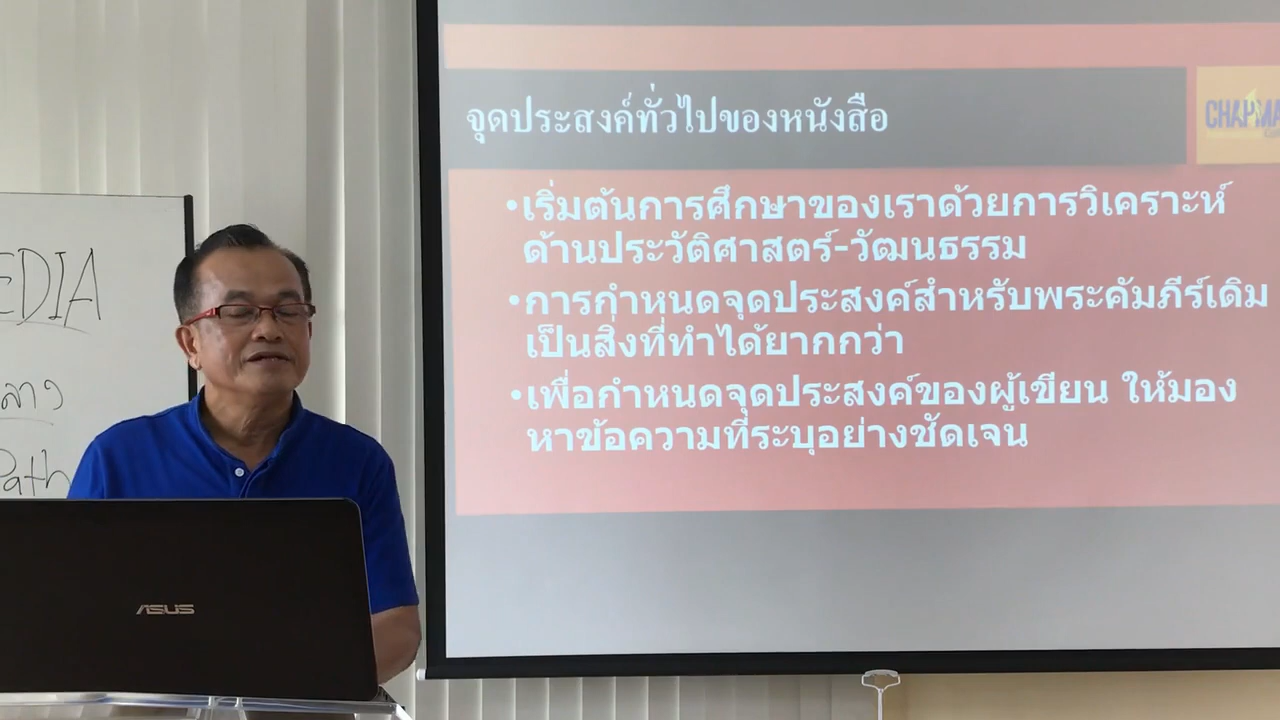 จุดประสงค์ทั่วไปของหนังสือ
CHAPMA
•เริ่มต้นการศึกษาของเราด้วยการวิเคราะห์
ด้านประวัติศาสตร์-วัฒนธรรม
•การกำหนดจุดประสงค์สำหรับพระคัมภีร์เดิม
เป็นสิ่งที่ทำได้ยากกว่า
•เพื่อกำหนดจุดประสงค์ของผู้เขียน ให้มอง
หาข้อความที่ระบุอย่างชัดเจน
EDIA
ลาง
Path
ASUS